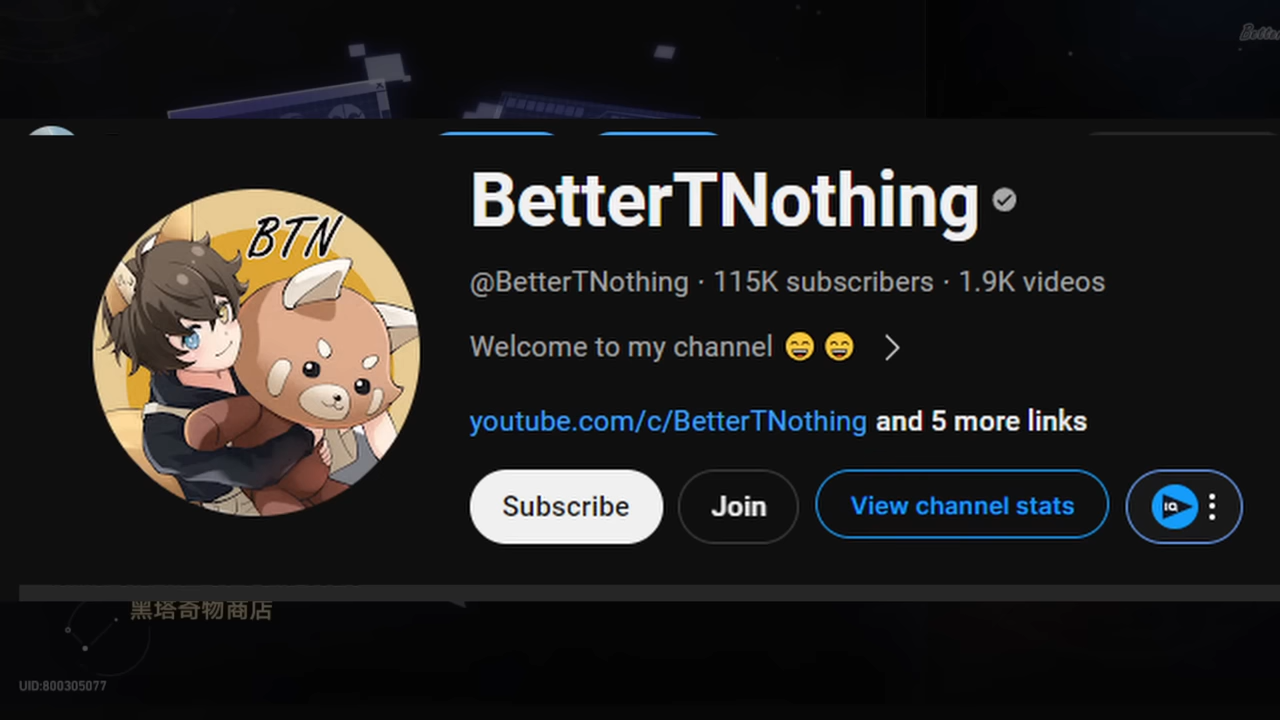 BTN
BetterTNothing
@BetterTNothing · 115K subscribers · 1.9K videos
Welcome to my channel 😄 😄
youtube.com/c/BetterTNothing and 5 more links
Subscribe
Join
View channel stats
IQ
黑塔奇物商店
UID:800305077